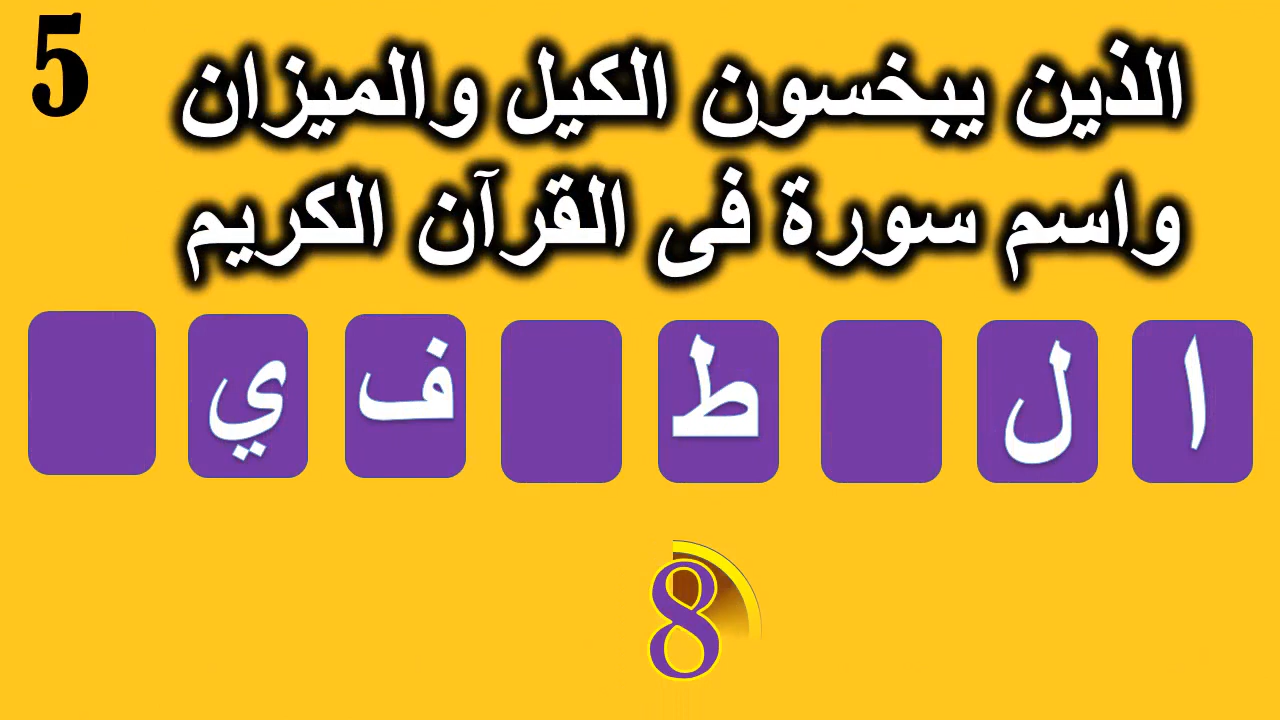 5
الذين يبخسون الكيل والميزان
واسم سورة فى القرآن الكريم
ا ل ط ف ي
8